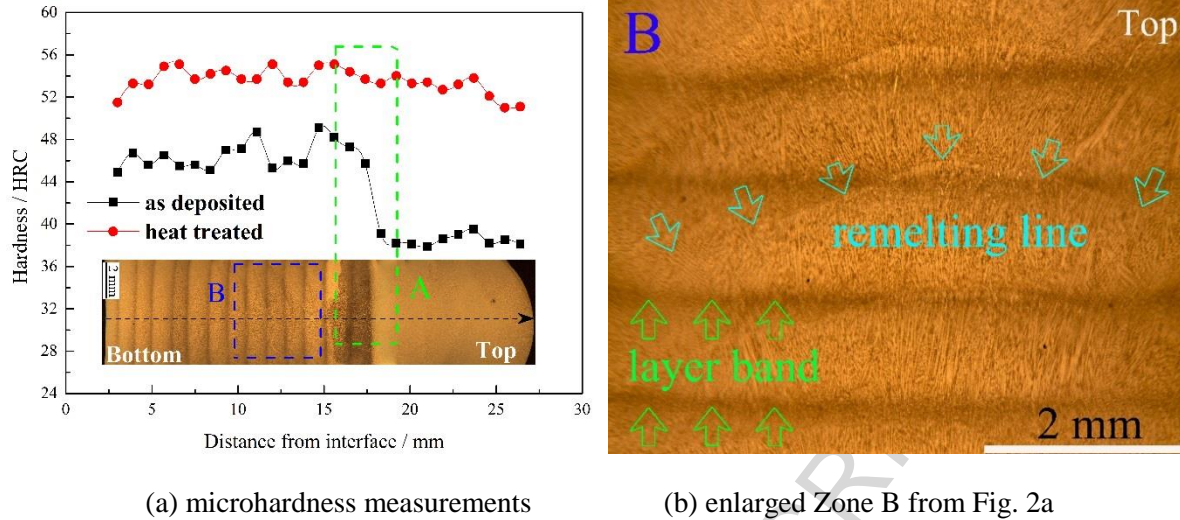 60
56
52
48
44
40
36
32
28
24
Hardness / HRC
as deposited
heat treated
2 mm
B
A
Bottom
Top
0
5
10
15
20
25
30
Distance from interface / mm
B
Top
remelting line
layer band
2 mm
(a) microhardness measurements
(b) enlarged Zone B from Fig. 2a